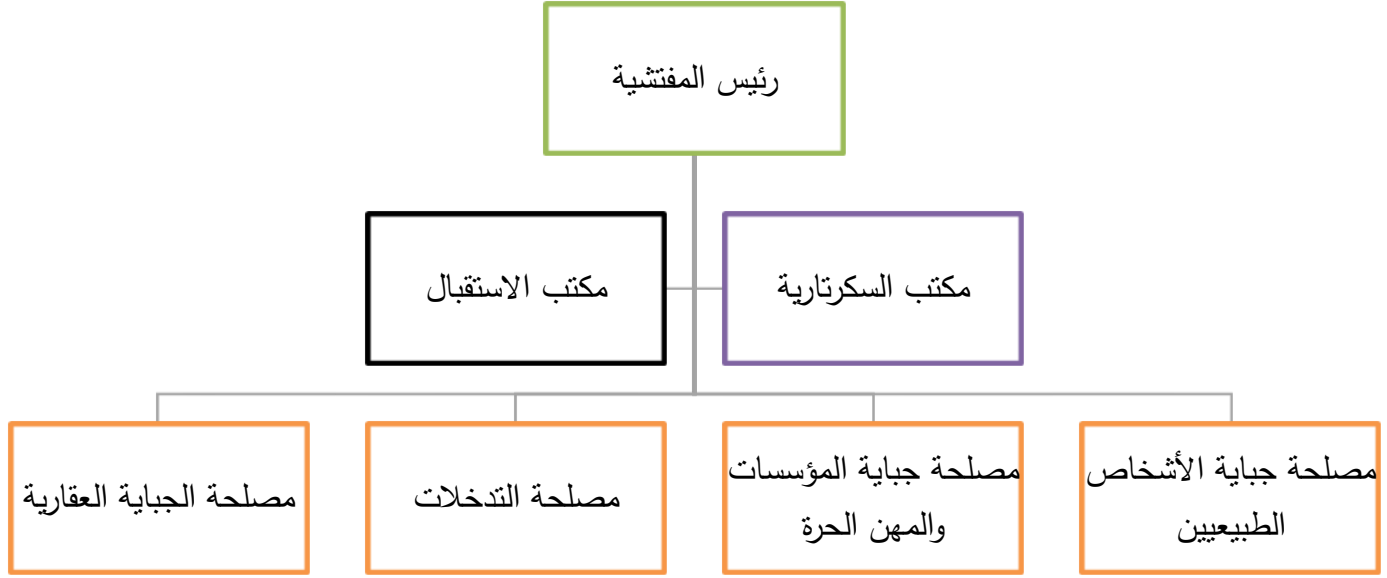 رئيس المفتشية
مكتب السكرتارية
مكتب الاستقبال
مصلحة جباية الأشخاص
الطبيعيين
مصلحة جباية المؤسسات
والمهن الحرة
مصلحة التدخلات
مصلحة الجباية العقارية